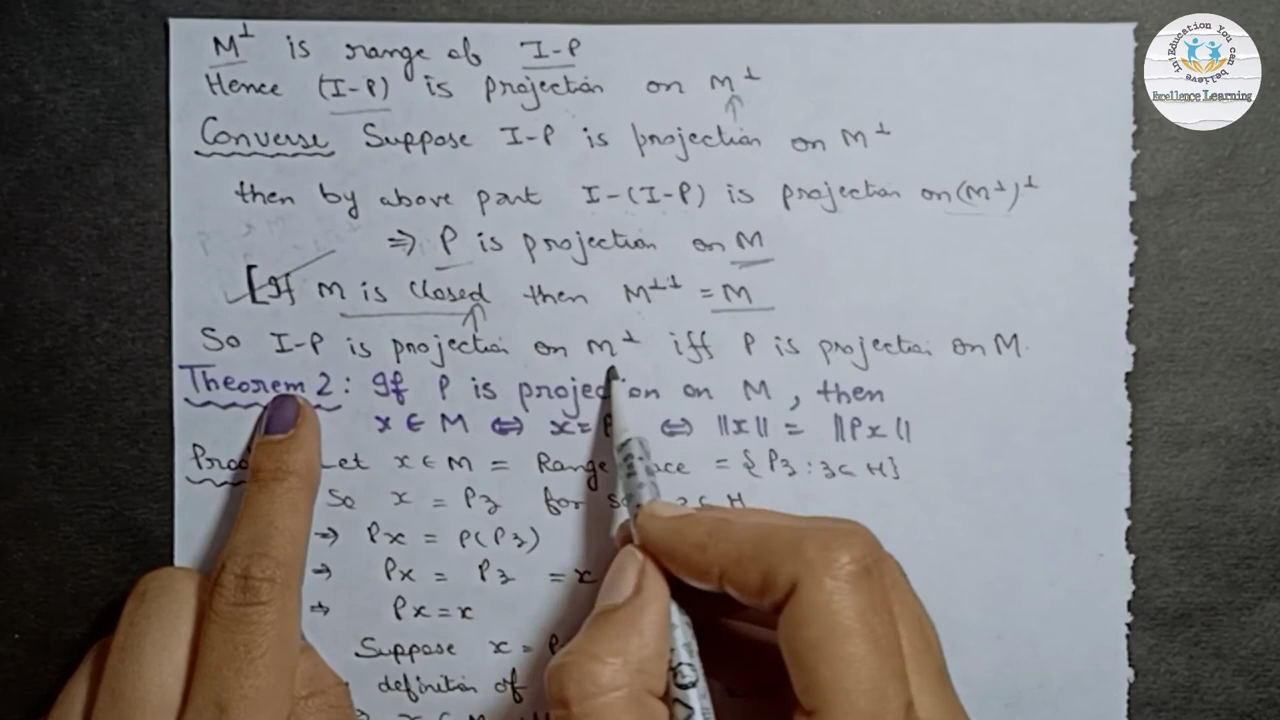 M⊥ is range of I-P
Hence (I-P) is projection on M⊥
Converse Suppose I-P is projection on M⊥
then by above part I-(I-P) is projection on (M⊥)⊥
⇒ P is projection on M
[If M is closed then M⊥⊥ = M
So I-P is projection on M⊥ iff P is projection on M.
Theorem 2: If P is projection on M, then
x ∈ M ⇔ x = P ⇔ ||x|| = ||Px||
Let x ∈ M = Range = {Pz : z ∈ H}
So x = Pz for z ∈ H
⇒ Px = P(Pz)
⇒ Px = Pz = x
⇒ Px = x
Suppose x =
definition of
x ∈ M
Education You can believe in!
Excellence Learning